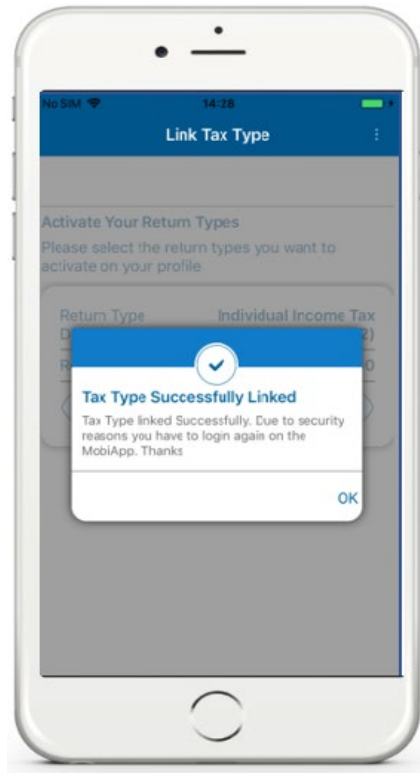 No SIM 14:28
Link Tax Type
Activate Your Return Types
Please select the return types you want to
activate on your profile
Return Type Individual Income Tax
D 2)
R 0
Tax Type Successfully Linked
Tax Type linked Successfully. Due to security
reasons you have to login again on the
MobiApp. Thanks
OK